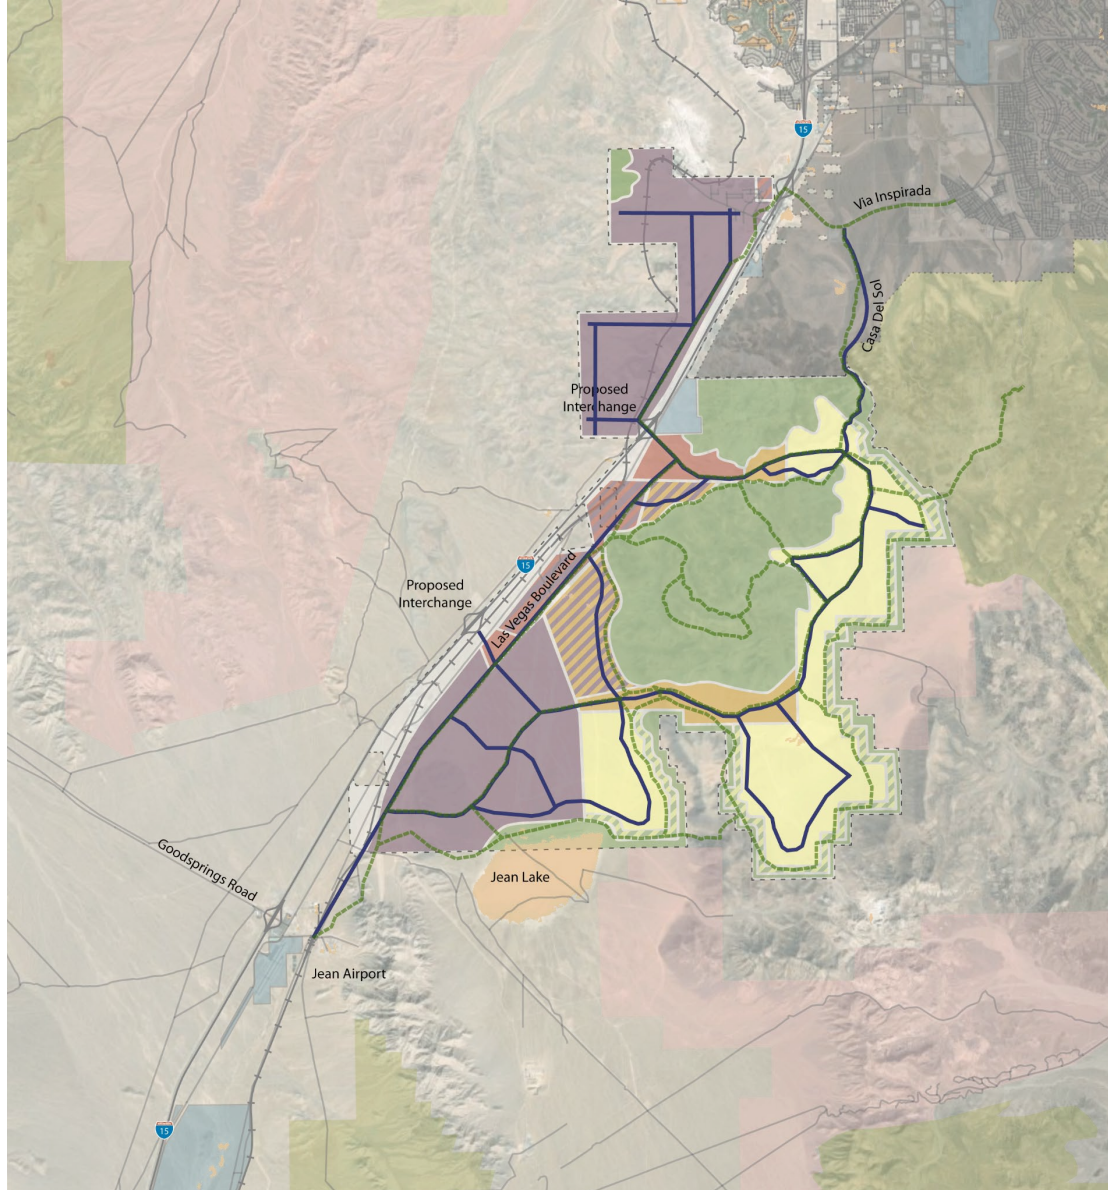 15
Via Inspirada
Casa Del Sol
Proposed
Interchange
15
Las Vegas Boulevard
Proposed
Interchange
Goodsprings Road
Jean Lake
Jean Airport
15